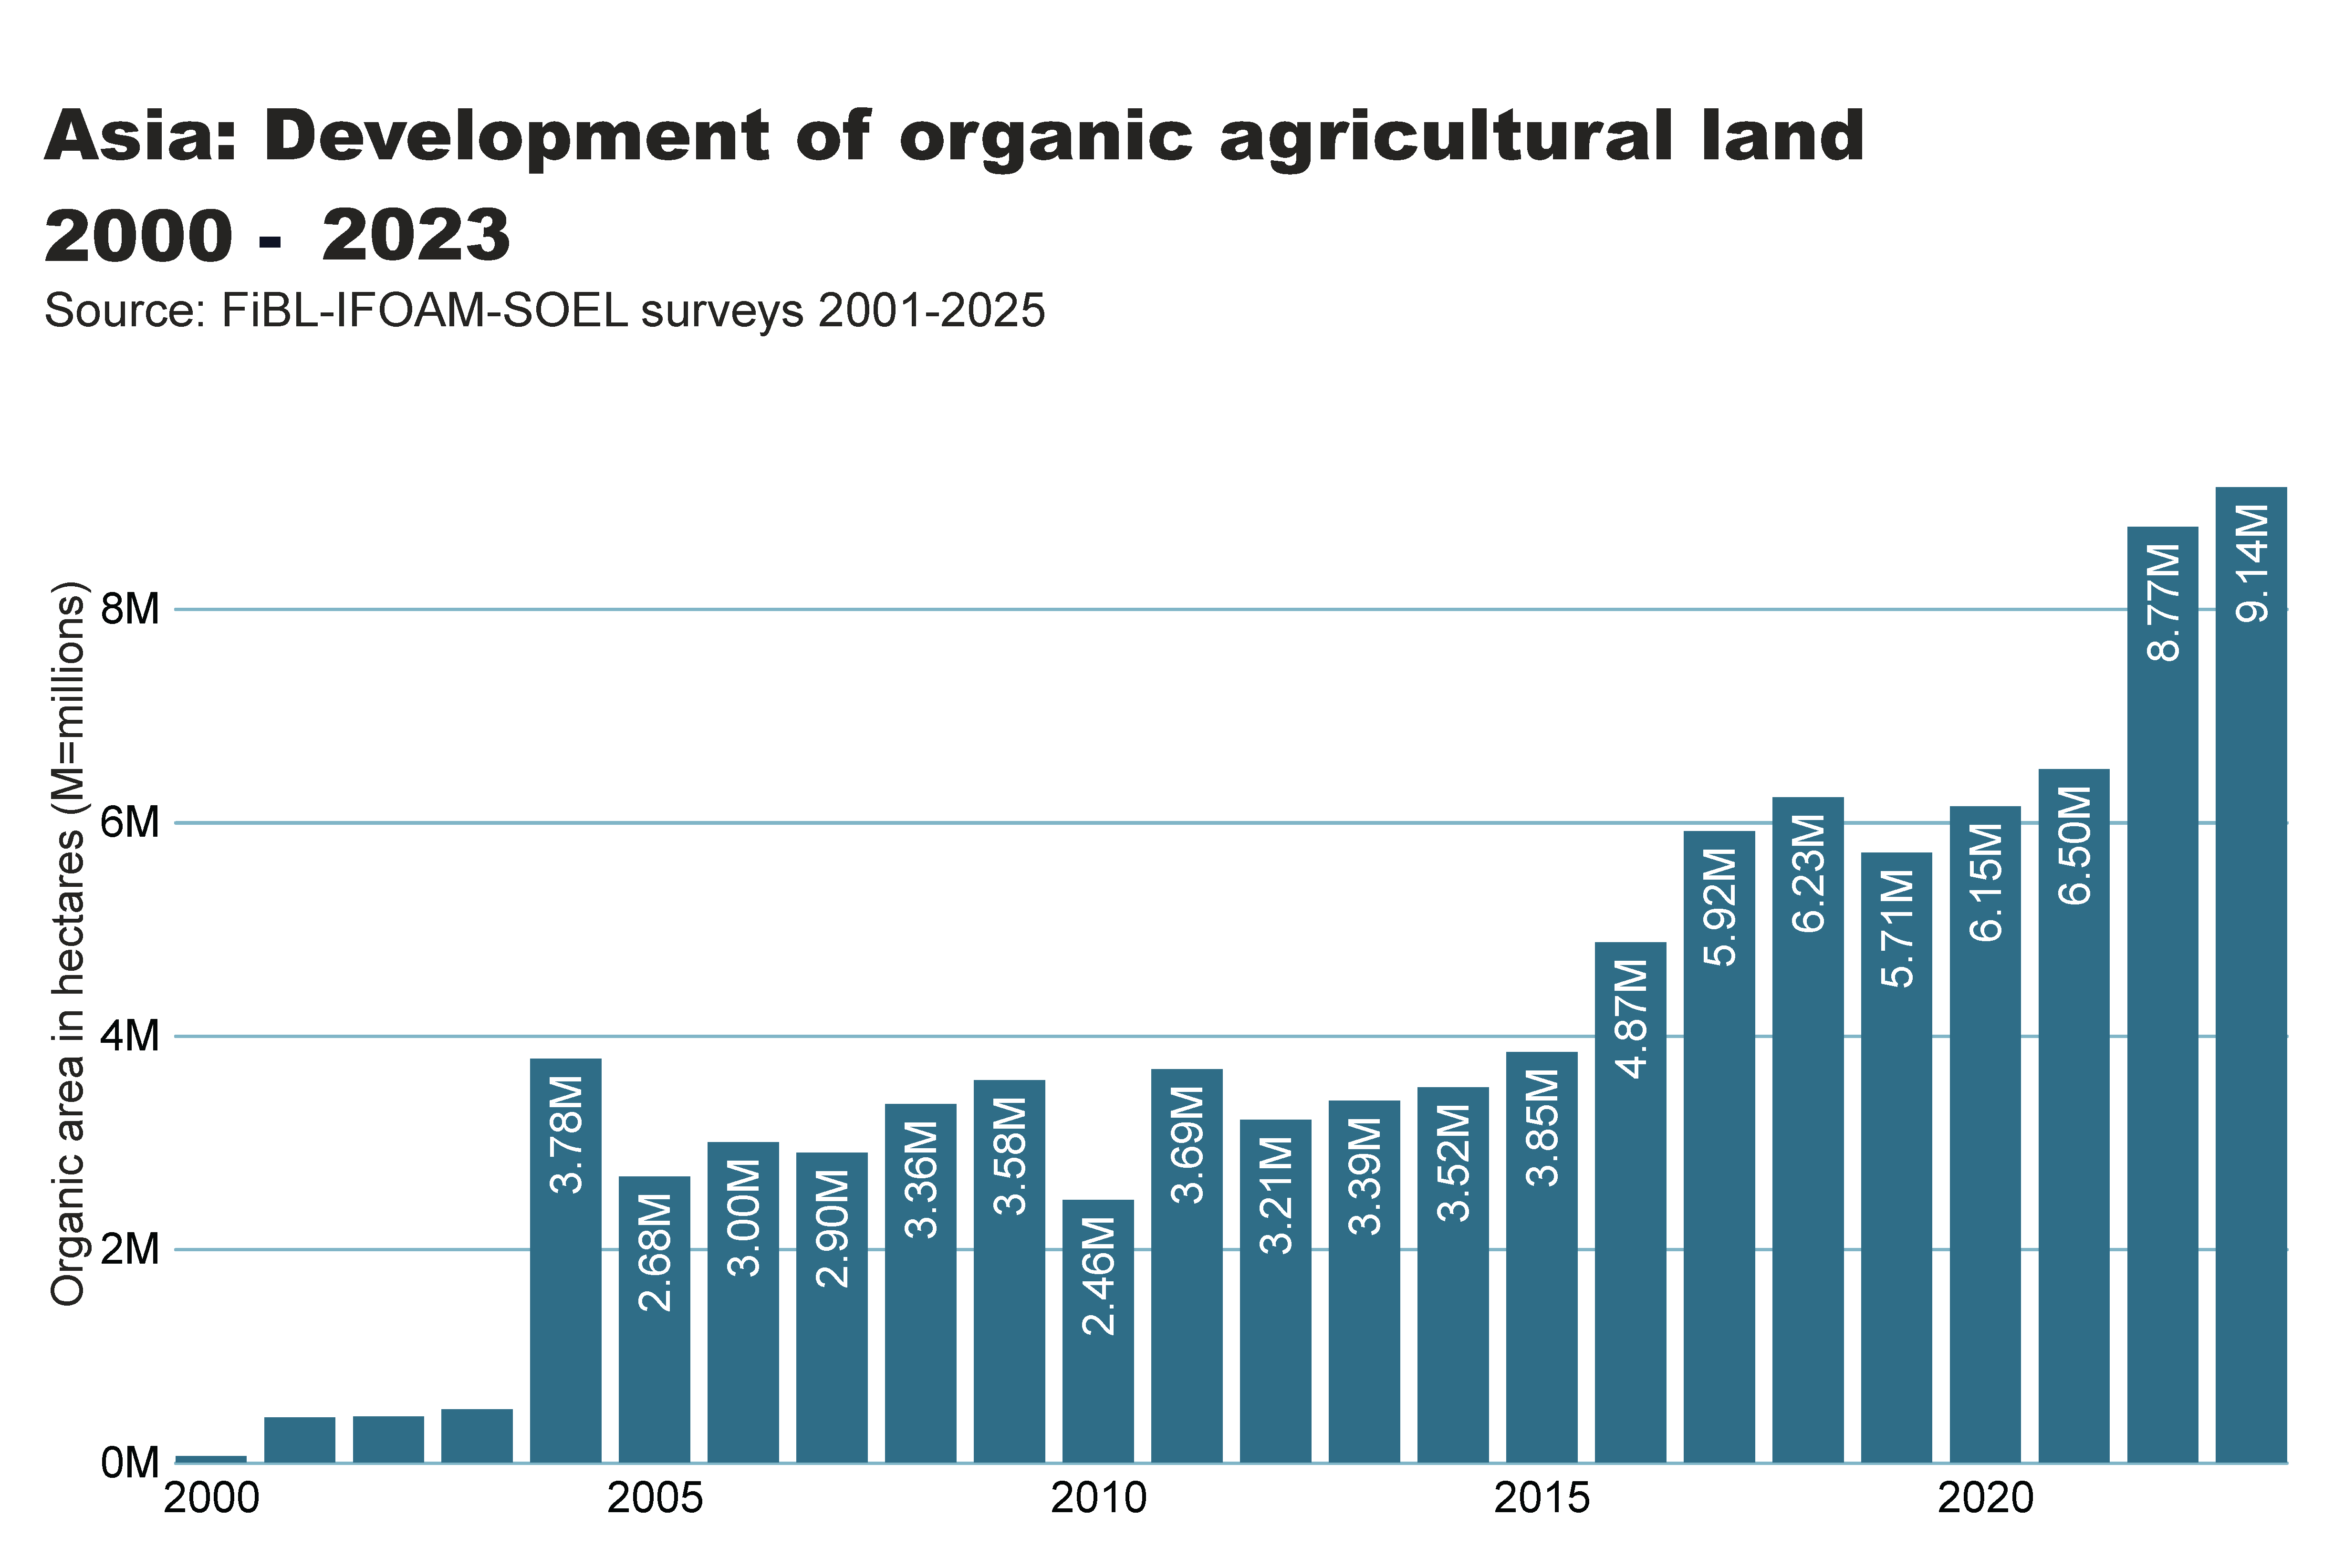 Asia: Development of organic agricultural land
2000 - 2023
Source: FiBL-IFOAM-SOEL surveys 2001-2025
Organic area in hectares (M=millions)
8M
6M
4M
2M
0M
3.78M
2.68M
3.00M
2.90M
3.36M
3.58M
2.46M
3.69M
3.21M
3.39M
3.52M
3.85M
4.87M
5.92M
6.23M
5.71M
6.15M
6.50M
8.77M
9.14M
2000
2005
2010
2015
2020